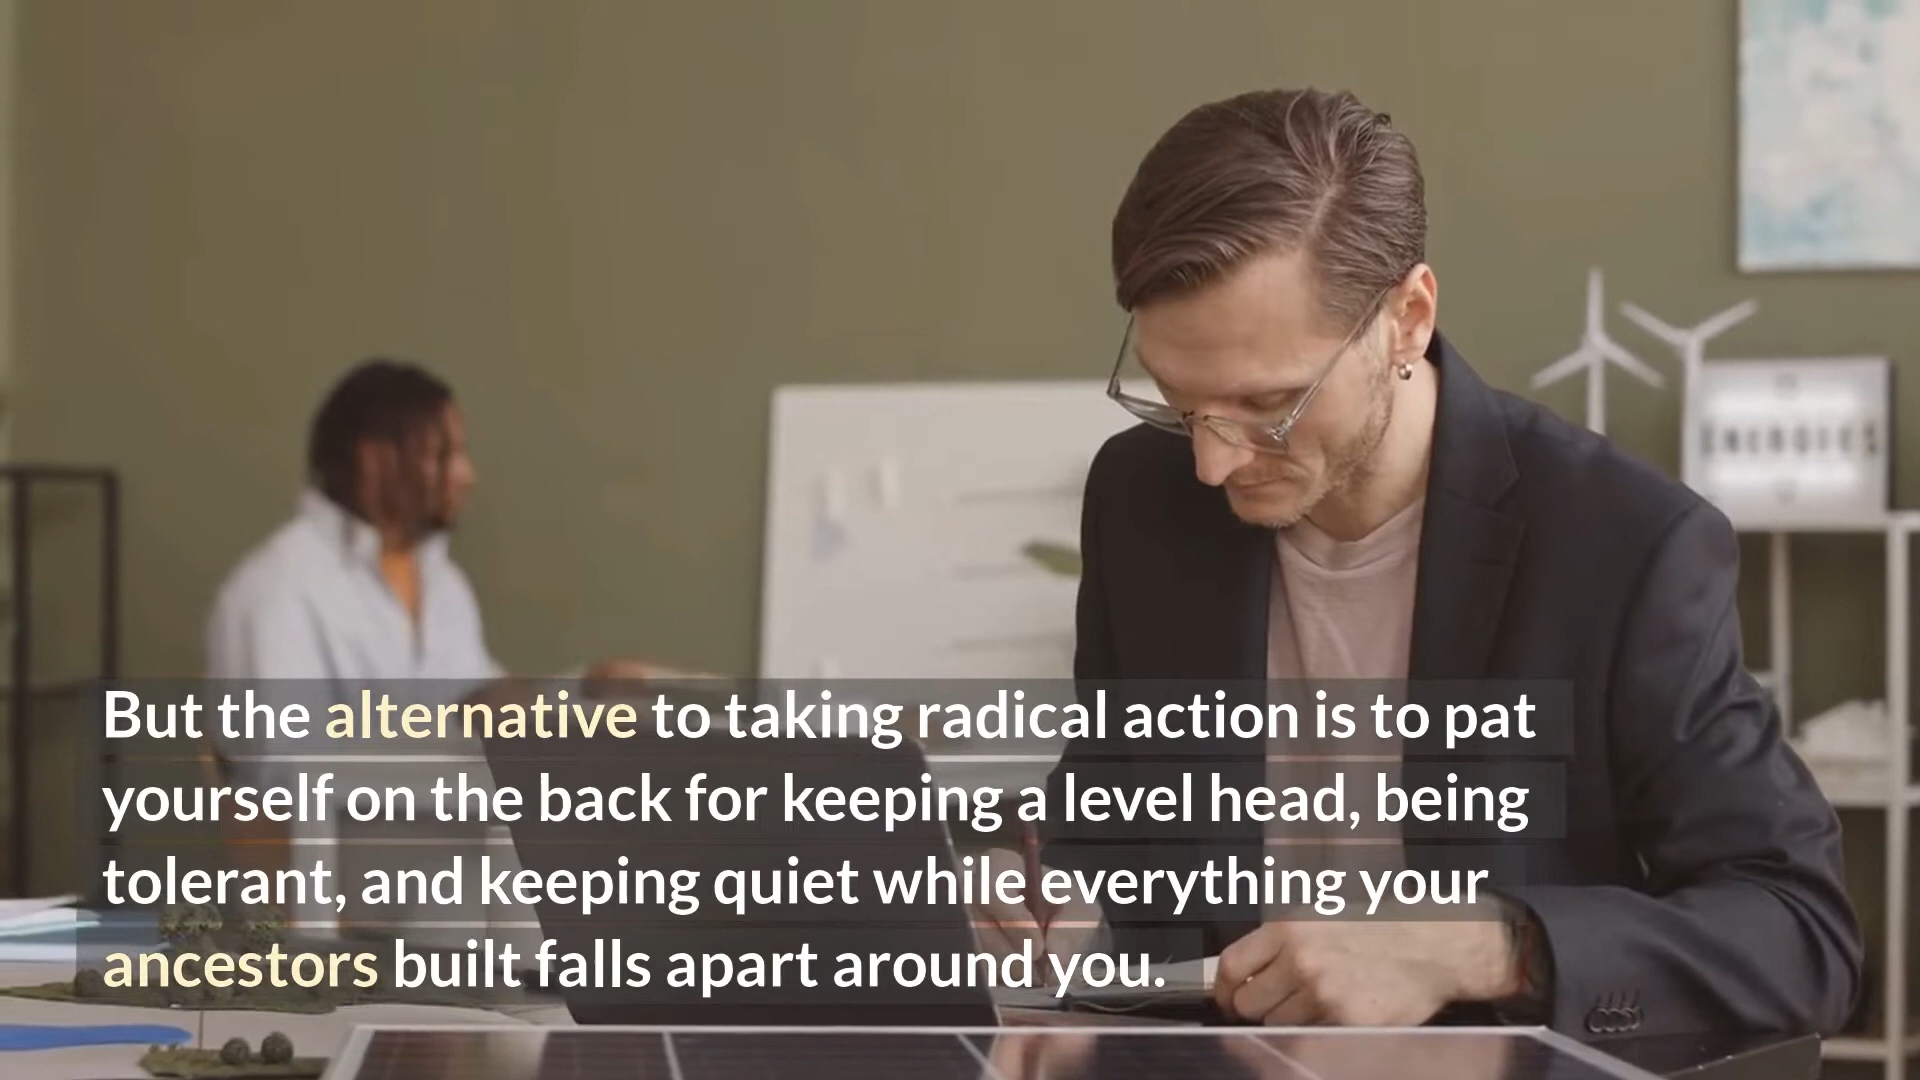 But the alternative to taking radical action is to pat
yourself on the back for keeping a level head, being
tolerant, and keeping quiet while everything your
ancestors built falls apart around you.